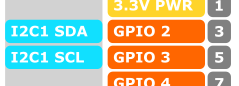 3.3V PWR 1
I2C1 SDA GPIO 2 3
I2C1 SCL GPIO 3 5
GPIO 4 7